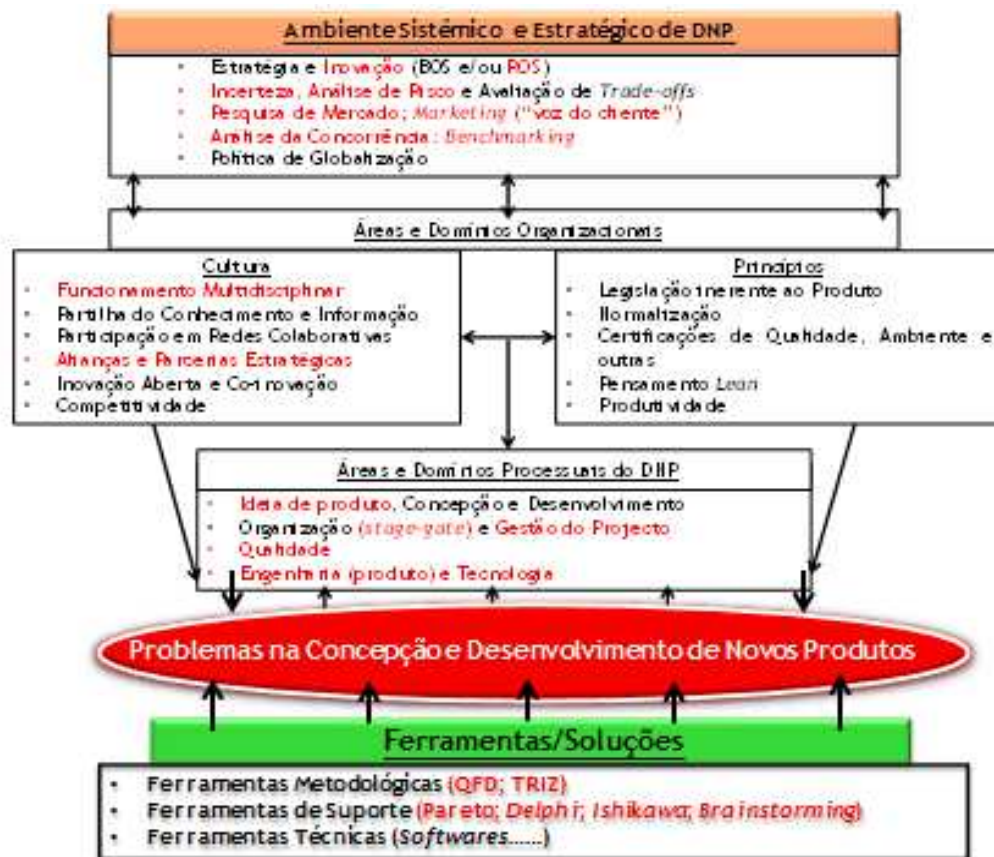 Ambiente Sistémico e Estratégico de DNP
• Estratégia e Inovação (BOS e/ou ROS)
• Incerteza, Análise de Risco e Avaliação de Trade-offs
• Pesquisa de Mercado; Marketing ("voz do cliente")
• Análise da Concorrência; Benchmarking
• Política de Globalização
Áreas e Domínios Organizacionais
Cultura
• Funcionamento Multidisciplinar
• Partilha do Conhecimento e Informação
• Participação em Redes Colaborativas
• Alianças e Parcerias Estratégicas
• Inovação Aberta e Co-inovação
• Competitividade
Princípios
• Legislação inerente ao Produto
• Normalização
• Certificações de Qualidade, Ambiente e
outras
• Pensamento Lean
• Produtividade
Áreas e Domínios Processuais do DNP
• Ideia de produto, Concepção e Desenvolvimento
• Organização (stage-gate) e Gestão do Projecto
• Qualidade
• Engenharia (produto) e Tecnologia
Problemas na Concepção e Desenvolvimento de Novos Produtos
Ferramentas/Soluções
• Ferramentas Metodológicas (QFD; TRIZ)
• Ferramentas de Suporte (Pareto; Delphi; Ishikawa; Brainstorming)
• Ferramentas Técnicas (Softwares......)